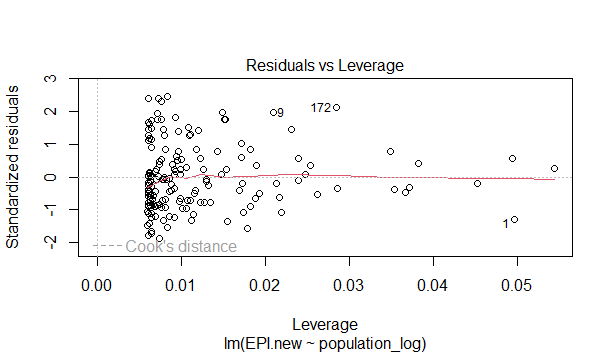 Residuals vs Leverage
Standardized residuals
3
2
1
0
-1
-2
9
172
1
Cook's distance
0.00 0.01 0.02 0.03 0.04 0.05
Leverage
lm(EPI.new ~ population_log)